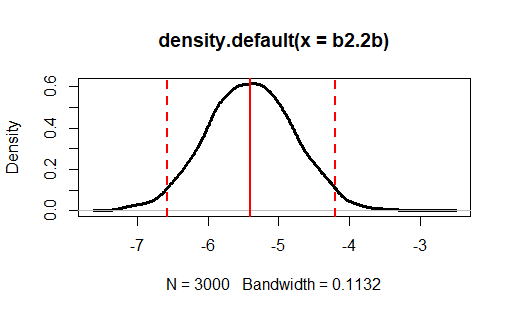 density.default(x = b2.2b)
Density
0.0 0.2 0.4 0.6
-7 -6 -5 -4 -3
N = 3000 Bandwidth = 0.1132